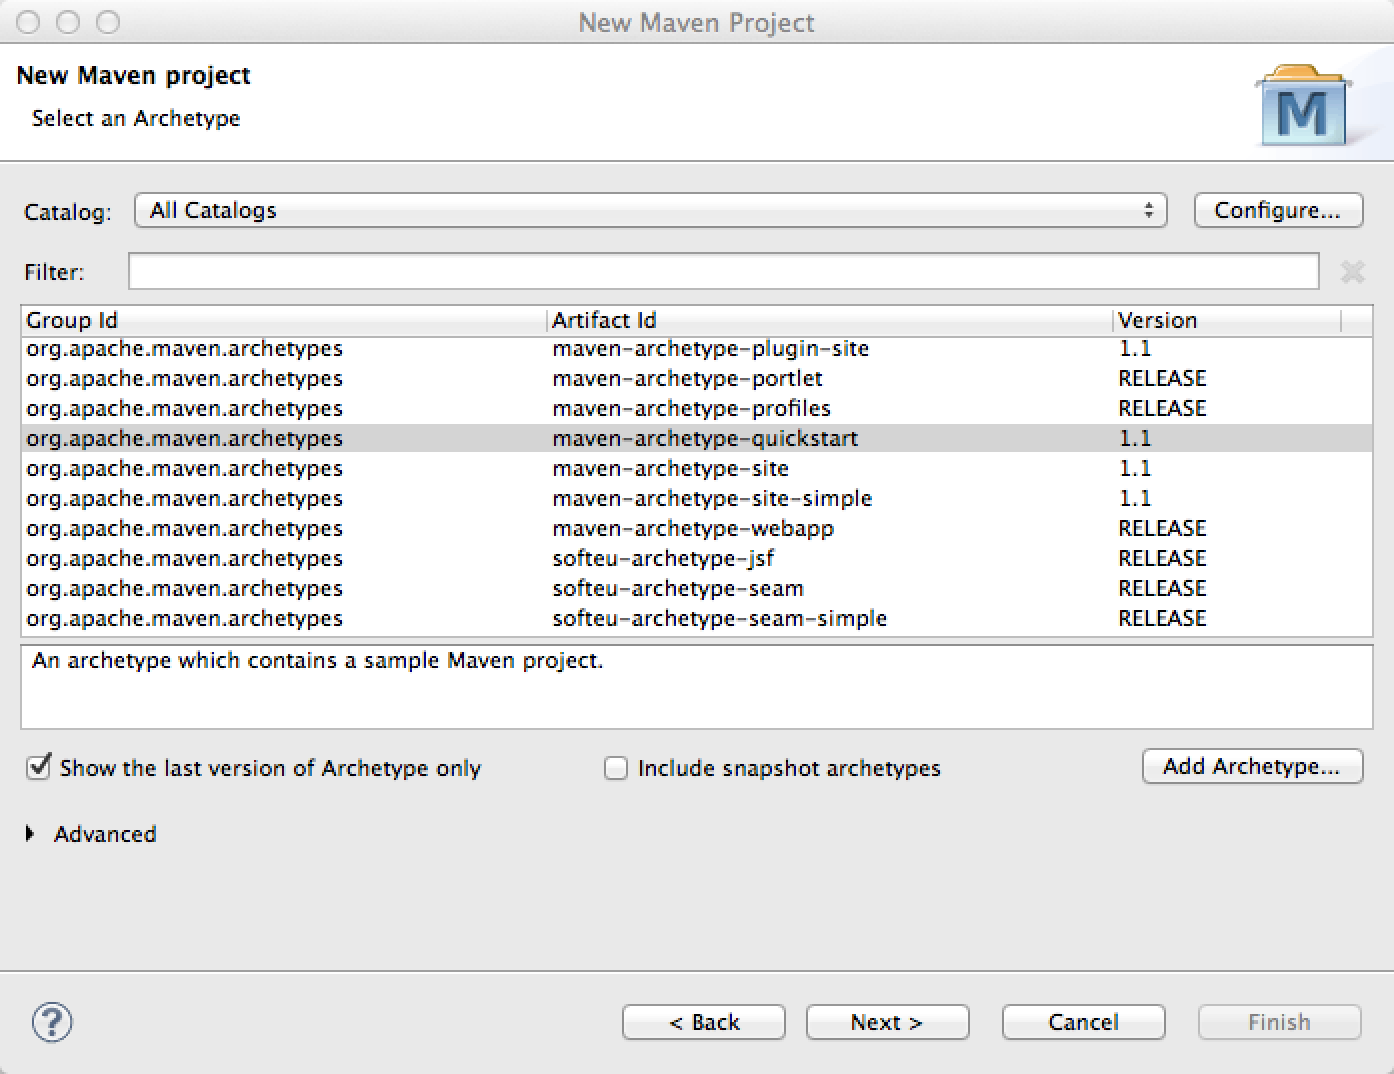 New Maven Project
New Maven project
Select an Archetype
M
Catalog: All Catalogs Configure...
Filter:
Group Id Artifact Id Version
org.apache.maven.archetypes maven-archetype-plugin-site 1.1
org.apache.maven.archetypes maven-archetype-portlet RELEASE
org.apache.maven.archetypes maven-archetype-profiles RELEASE
org.apache.maven.archetypes maven-archetype-quickstart 1.1
org.apache.maven.archetypes maven-archetype-site 1.1
org.apache.maven.archetypes maven-archetype-site-simple 1.1
org.apache.maven.archetypes maven-archetype-webapp RELEASE
org.apache.maven.archetypes softeu-archetype-jsf RELEASE
org.apache.maven.archetypes softeu-archetype-seam RELEASE
org.apache.maven.archetypes softeu-archetype-seam-simple RELEASE
An archetype which contains a sample Maven project.
Show the last version of Archetype only Include snapshot archetypes Add Archetype...
Advanced
? < Back Next > Cancel Finish